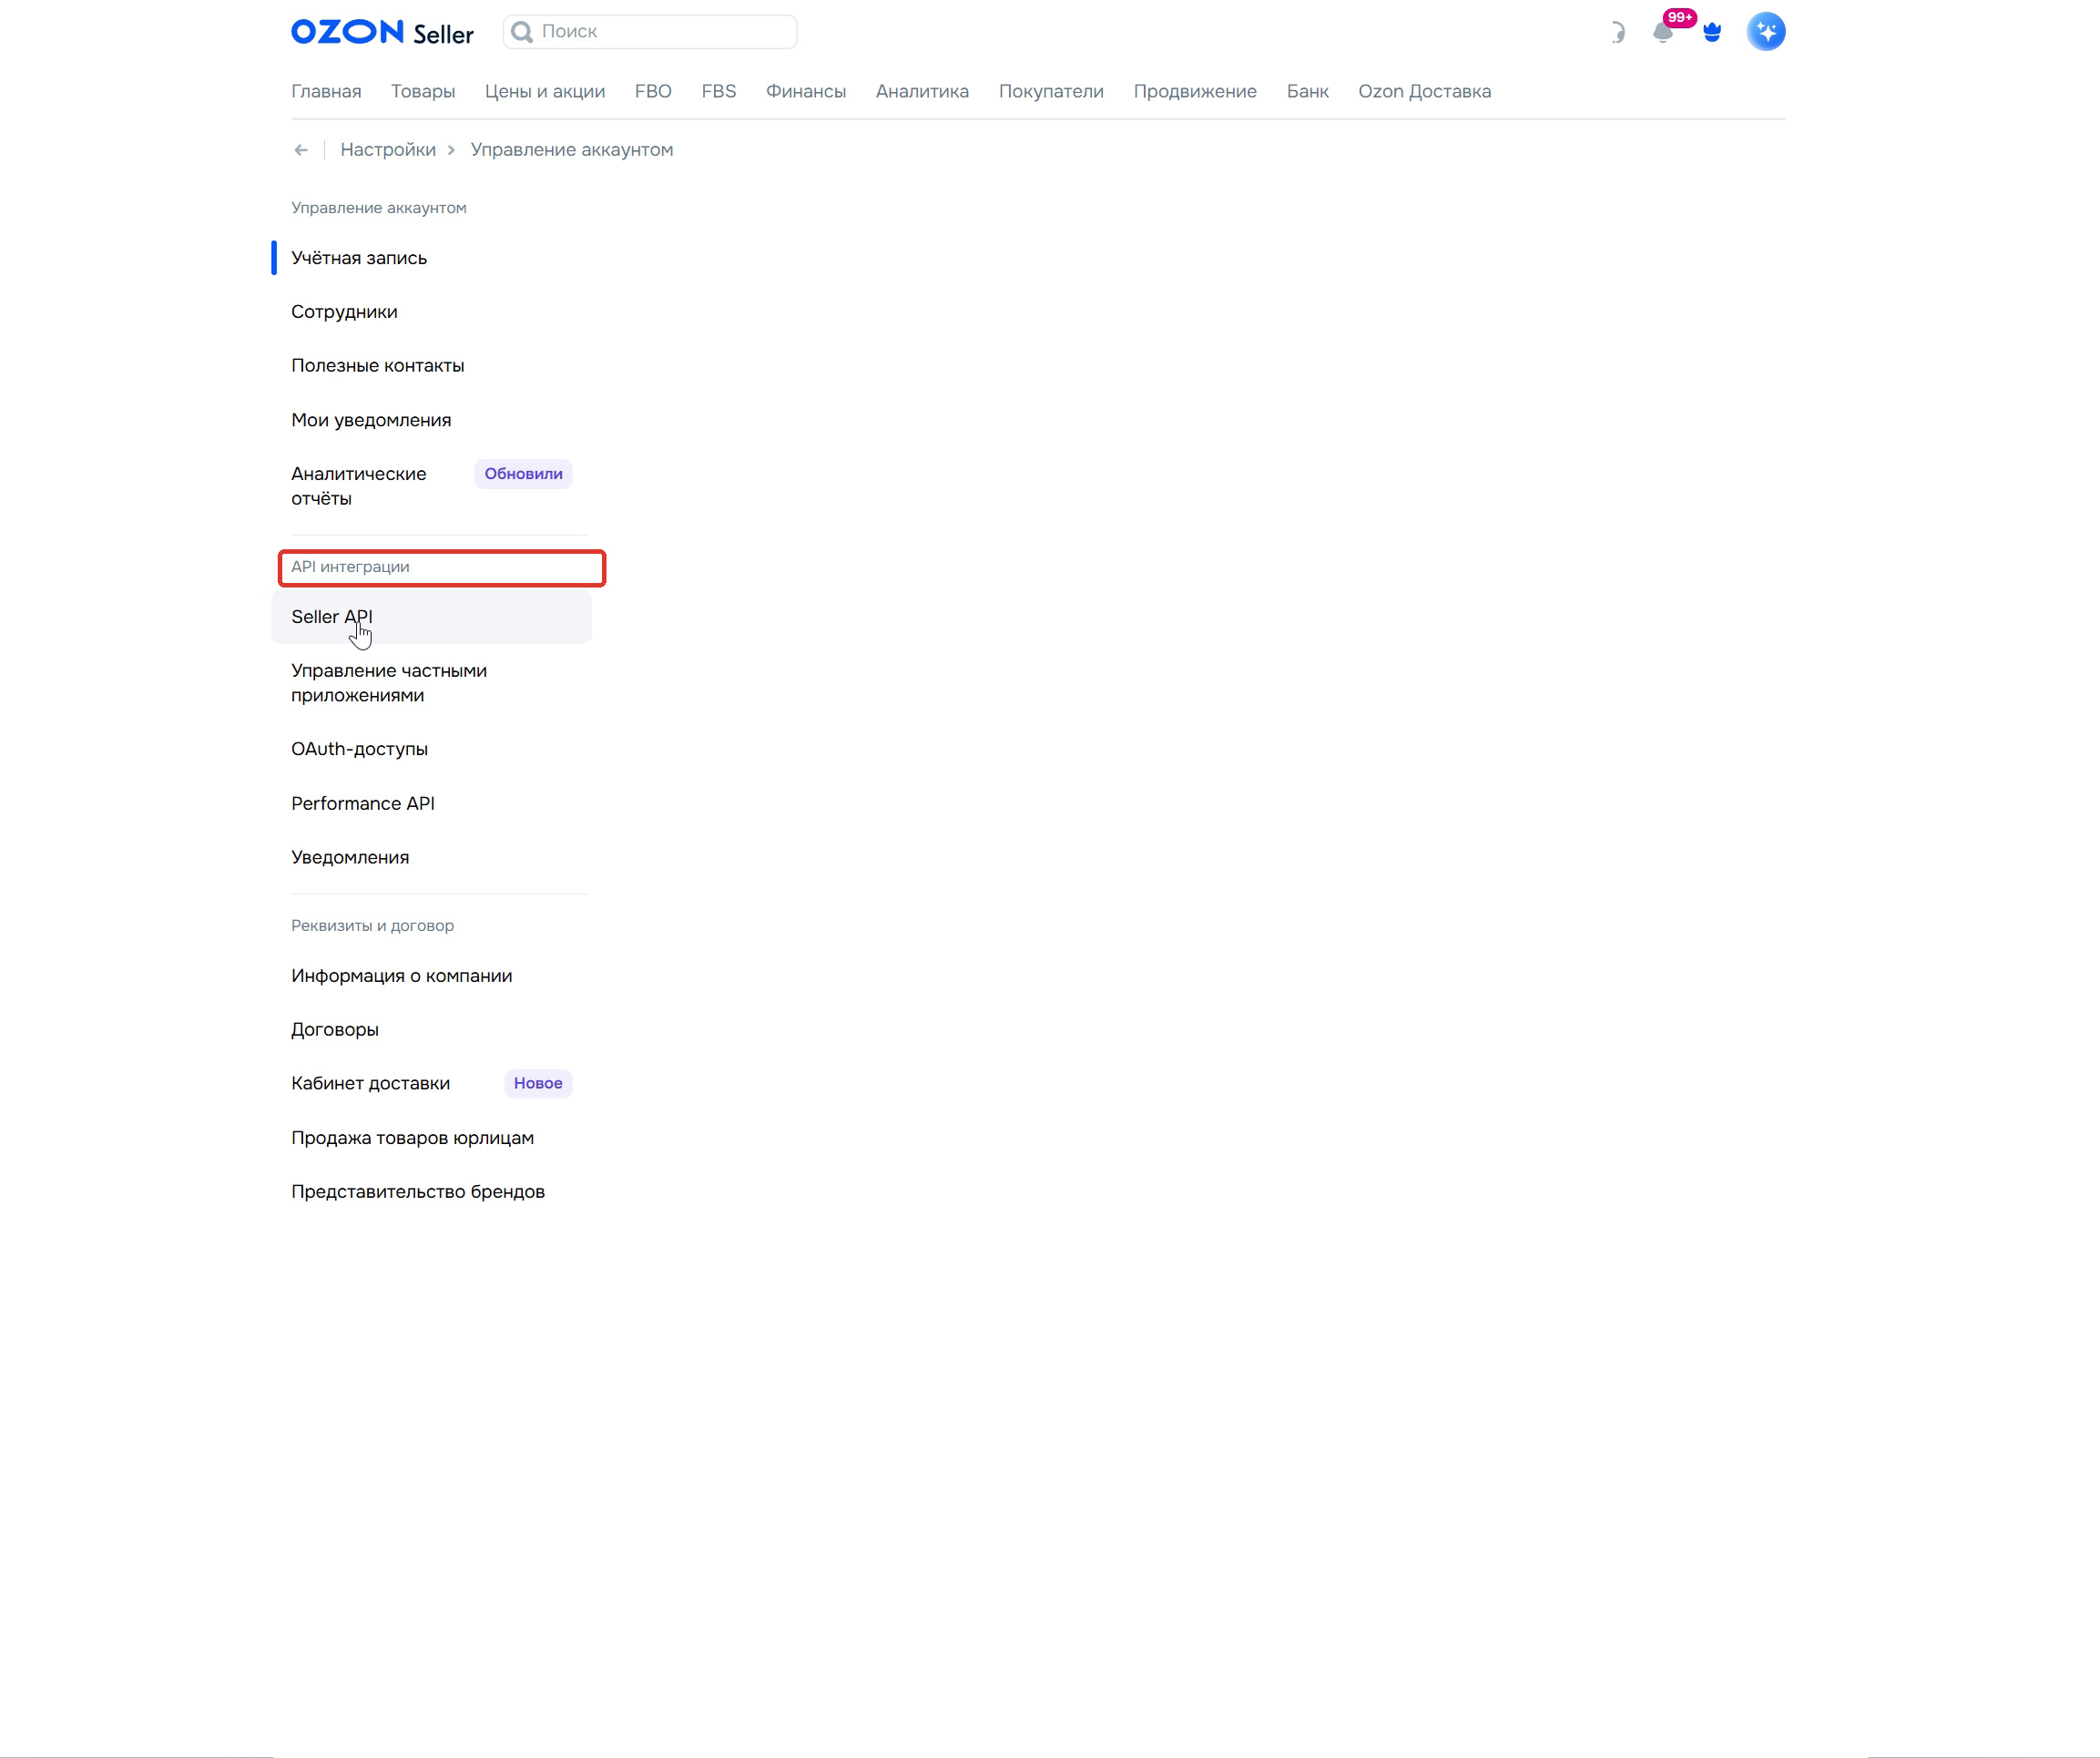 OZON Seller
Поиск
99+
Главная Товары Цены и акции FBO FBS Финансы Аналитика Покупатели Продвижение Банк Ozon Доставка
Настройки > Управление аккаунтом
Управление аккаунтом
Учётная запись
Сотрудники
Полезные контакты
Мои уведомления
Аналитические Обновили
отчёты
API интеграции
Seller API
Управление частными
приложениями
OAuth-доступы
Performance API
Уведомления
Реквизиты и договор
Информация о компании
Договоры
Кабинет доставки Новое
Продажа товаров юрлицам
Представительство брендов